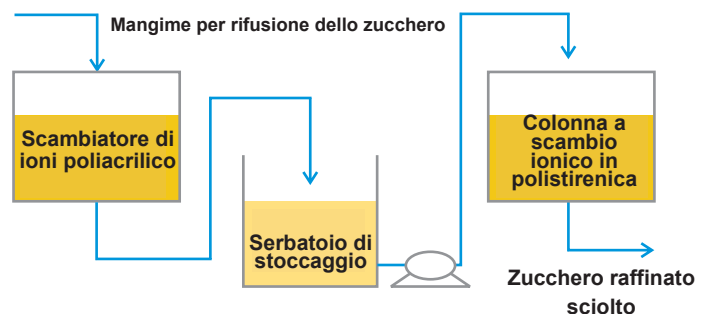 Mangime per rifusione dello zucchero
Scambiatore di
ioni poliacrilico
Serbatoio di
stoccaggio
Colonna a
scambio
ionico in
polistirenica
Zucchero raffinato
sciolto